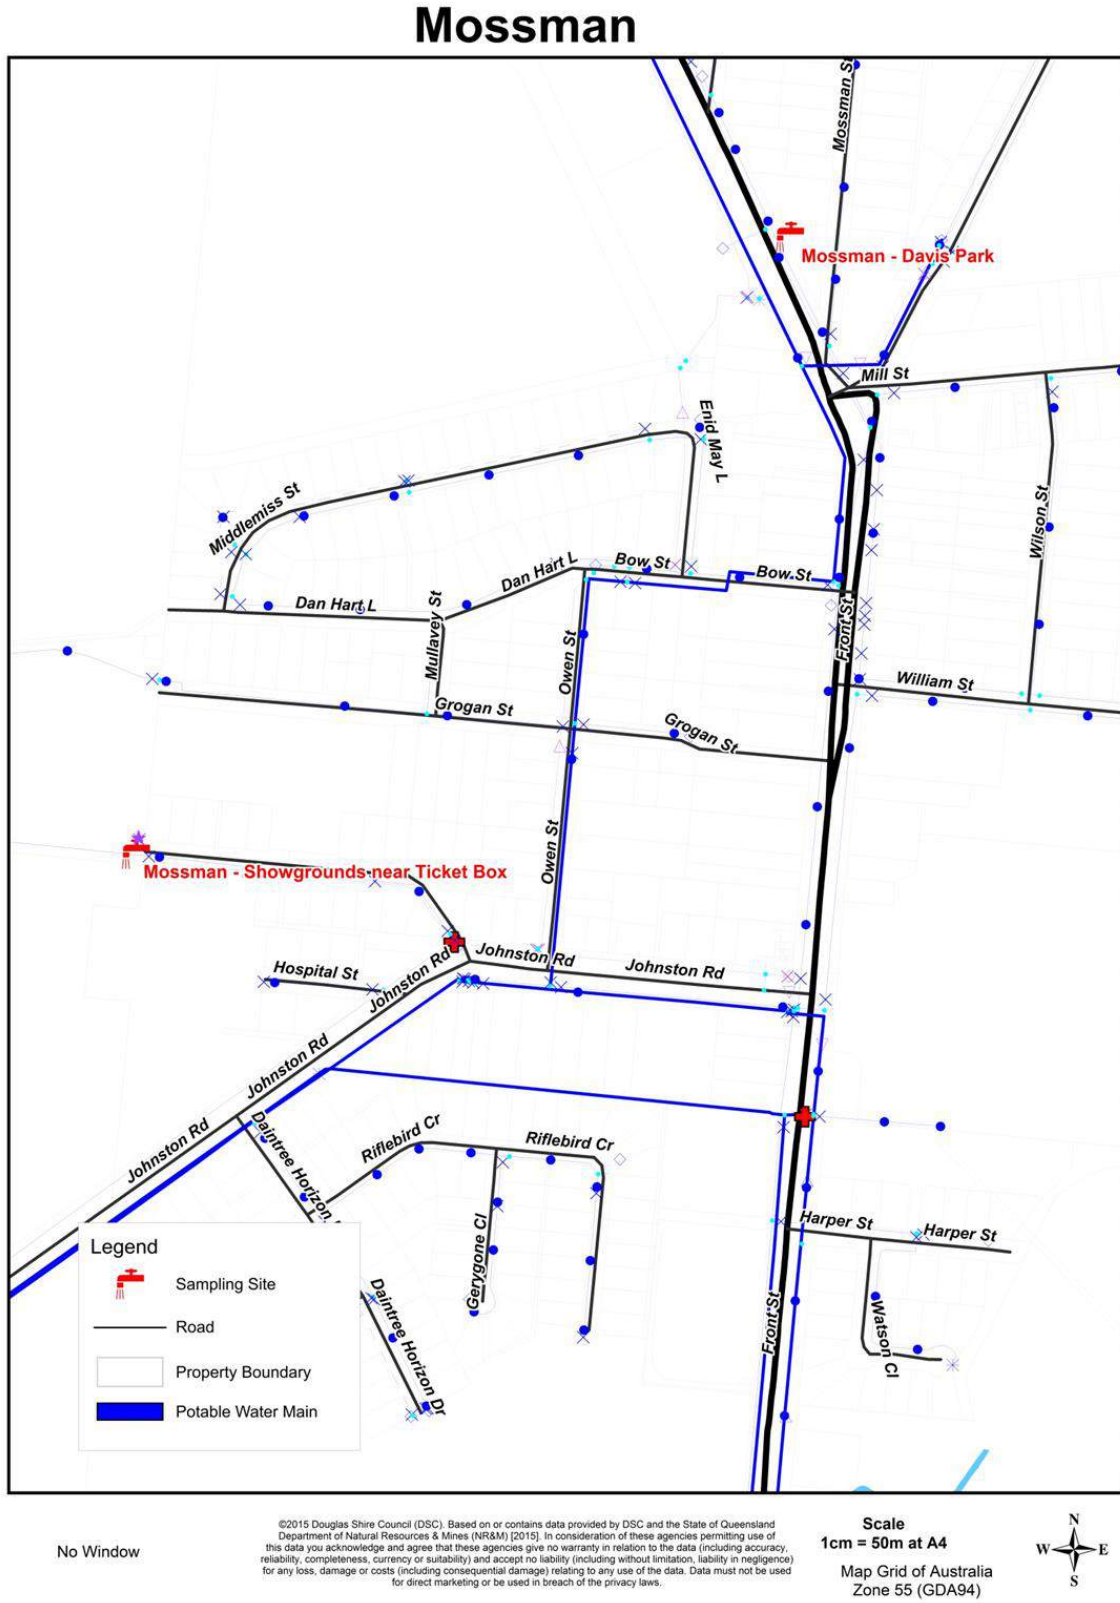 Mossman
Mossman St
Mossman - Davis Park
Mill St
Enid May L
Middlemiss St
Wilson St
Dan Hart L
Bow St
Bow St
Dan Hart L
Mullavey St
Owen St
Front St
William St
Grogan St
Grogan St
Owen St
Mossman - Showgrounds near Ticket Box
Johnston Rd
Johnston Rd
Hospital St
Johnston Rd
Johnston Rd
Johnston Rd
Daintree Horizon
Riflebird Cr
Riflebird Cr
Gerygone Cl
Harper St
Harper St
Daintree Horizon Dr
Front St
Watson Cl
Legend
Sampling Site
Road
Property Boundary
Potable Water Main
No Window
©2015 Douglas Shire Council (DSC). Based on or contains data provided by DSC and the State of Queensland
Department of Natural Resources & Mines (NR&M) [2015]. In consideration of these agencies permitting use of
this data you acknowledge and agree that these agencies give no warranty in relation to the data (including accuracy,
reliability, completeness, currency or suitability) and accept no liability (including without limitation, liability in negligence)
for any loss, damage or costs (including consequential damage) relating to any use of the data. Data must not be used
for direct marketing or be used in breach of the privacy laws.
Scale
1cm = 50m at A4
Map Grid of Australia
Zone 55 (GDA94)
N
W
E
S